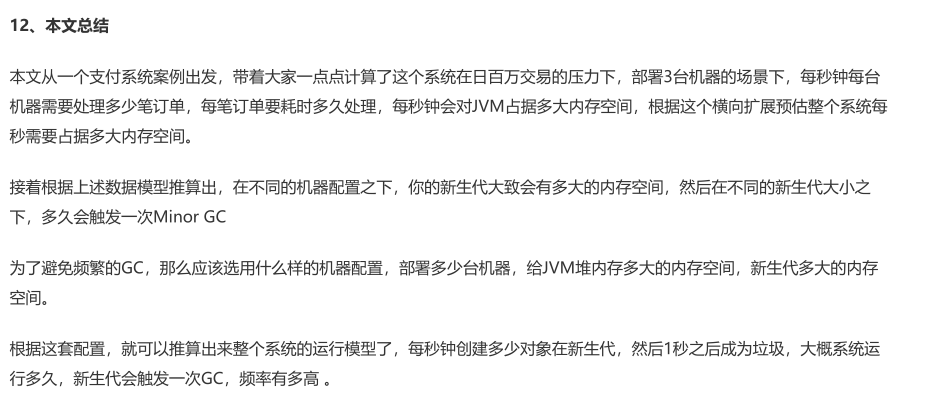 12、本文总结
本文从一个支付系统案例出发，带着大家一点点计算了这个系统在日百万交易的压力下，部署3台机器的场景下，每秒钟每台
机器需要处理多少笔订单，每笔订单要耗时多久处理，每秒钟会对JVM占据多大内存空间，根据这个横向扩展预估整个系统每
秒需要占据多大内存空间。
接着根据上述数据模型推算出，在不同的机器配置之下，你的新生代大致会有多大的内存空间，然后在不同的新生代大小之
下，多久会触发一次Minor GC
为了避免频繁的GC，那么应该选用什么样的机器配置，部署多少台机器，给JVM堆内存多大的内存空间，新生代多大的内存
空间。
根据这套配置，就可以推算出来整个系统的运行模型了，每秒钟创建多少对象在新生代，然后1秒之后成为垃圾，大概系统运
行多久，新生代会触发一次GC，频率有多高 。